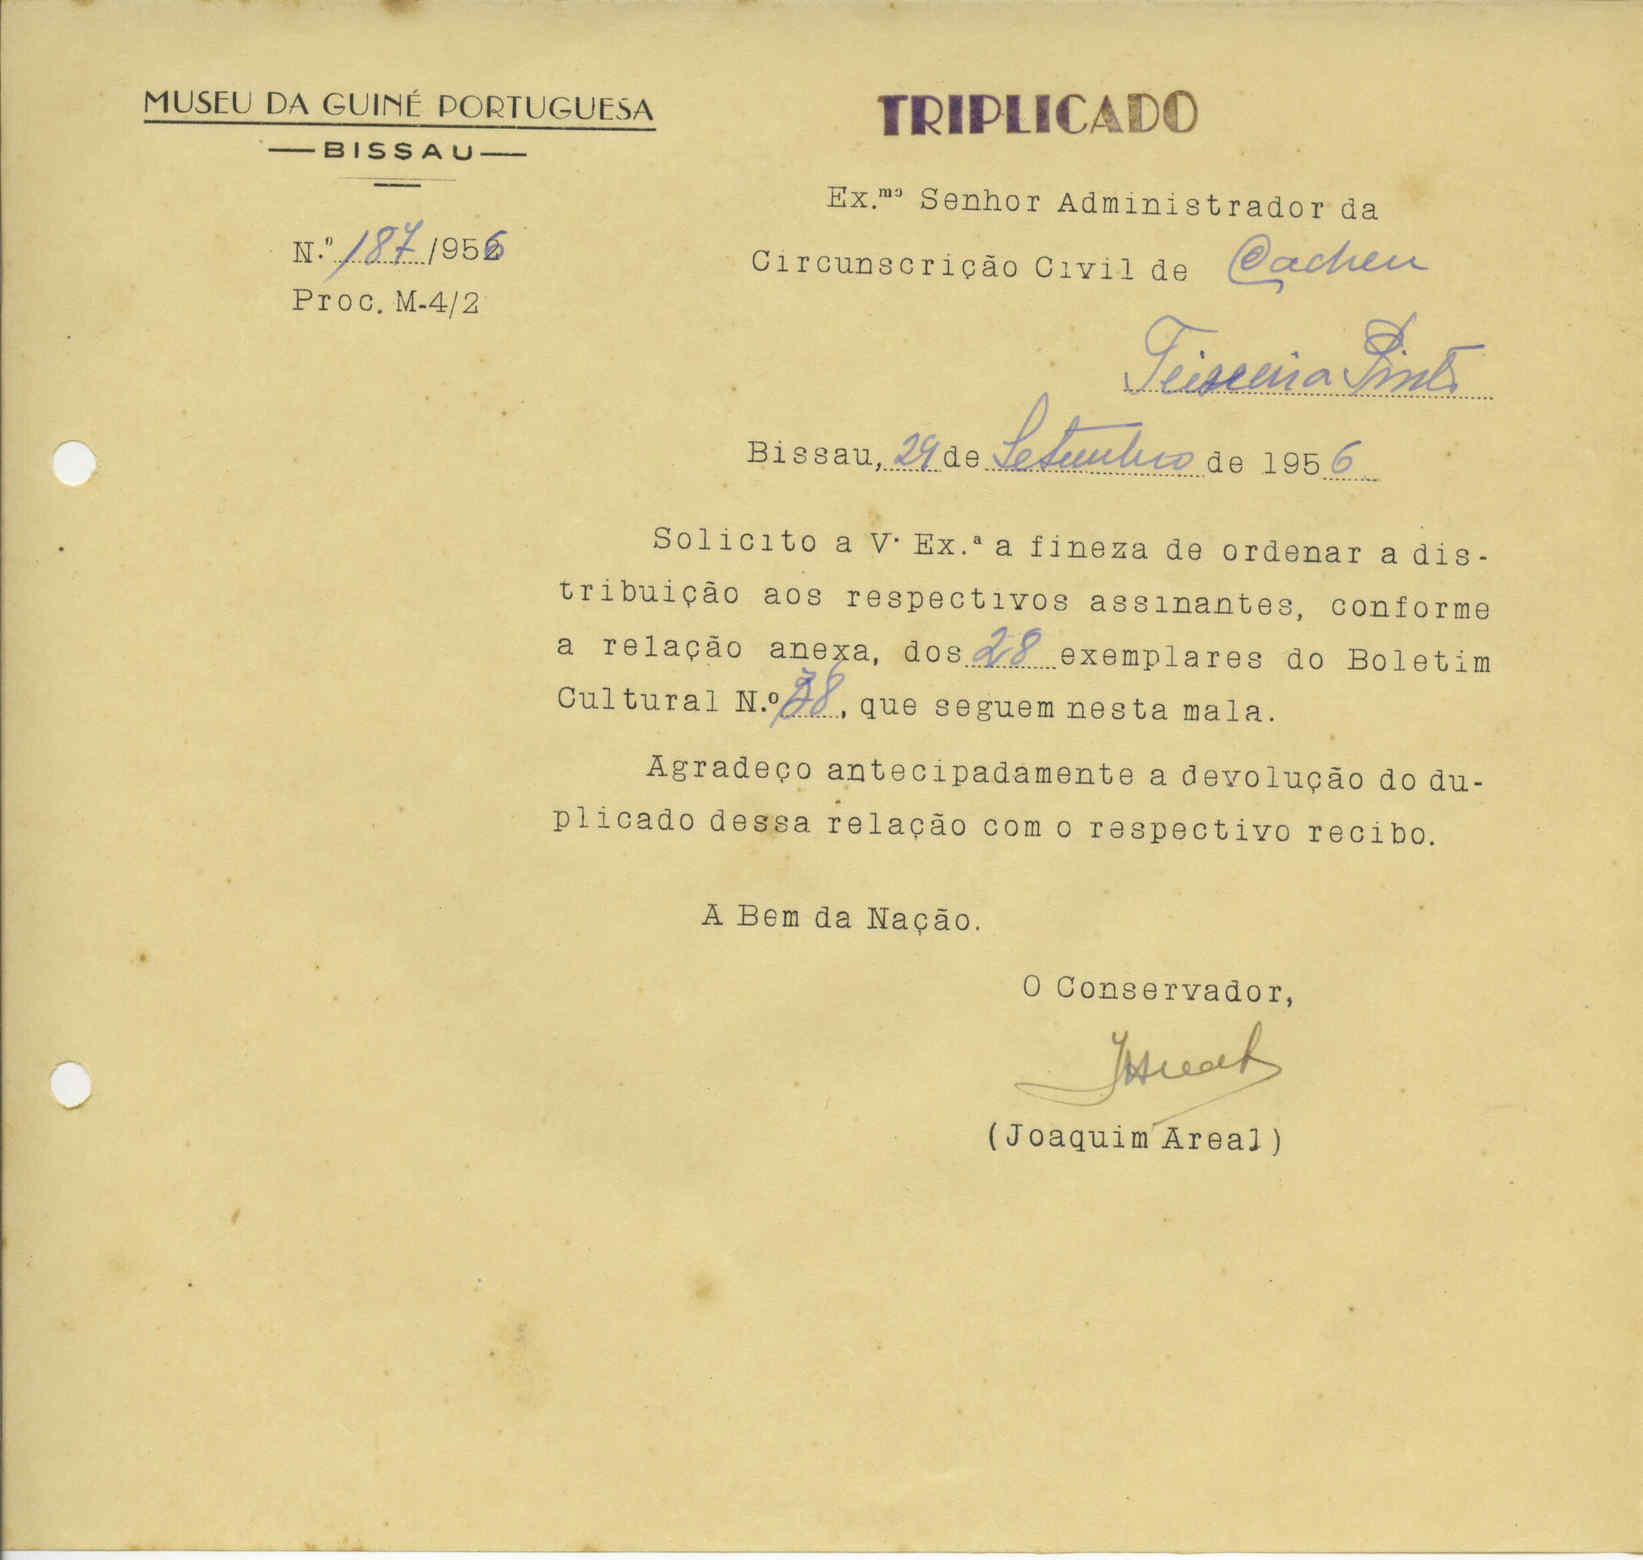 MUSEU DA GUINÉ PORTUGUESA
—BISSAU—
TRIPLICADO
N.º 187/956
Proc. M-4/2
Ex.mo Senhor Administrador da
Circunscrição Civil de Cacheu
Teixeira Pinto
Bissau, 29 de Setembro de 1956
Solicito a V. Ex.ª a fineza de ordenar a dis-
tribuição aos respectivos assinantes, conforme
a relação anexa, dos 28 exemplares do Boletim
Cultural N.º , que seguem nesta mala.
Agradeço antecipadamente a devolução do du-
plicado dessa relação com o respectivo recibo.
A Bem da Nação.
O Conservador,
JAreal
(Joaquim Areal)